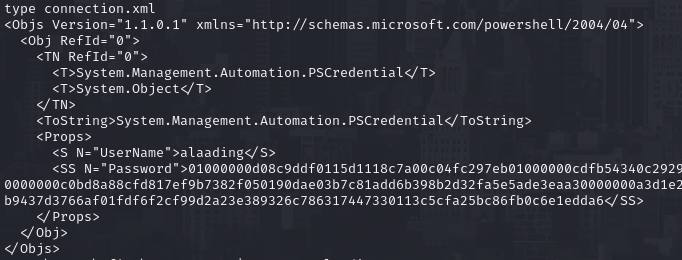 type connection.xml
<Objs Version="1.1.0.1" xmlns="http://schemas.microsoft.com/powershell/2004/04">
  <Obj RefId="0">
    <TN RefId="0">
      <T>System.Management.Automation.PSCredential</T>
      <T>System.Object</T>
    </TN>
    <ToString>System.Management.Automation.PSCredential</ToString>
    <Props>
      <S N="UserName">alaading</S>
      <SS N="Password">01000000d08c9ddf0115d1118c7a00c04fc297eb01000000cdfb54340c2929
0000000c0bd8a88cfd817ef9b7382f050190dae03b7c81add6b398b2d32fa5e5ade3eaa30000000a3d1e2
b9437d3766af01fdf6f2cf99d2a23e389326c786317447330113c5cfa25bc86fb0c6e1edda6</SS>
    </Props>
  </Obj>
</Objs>